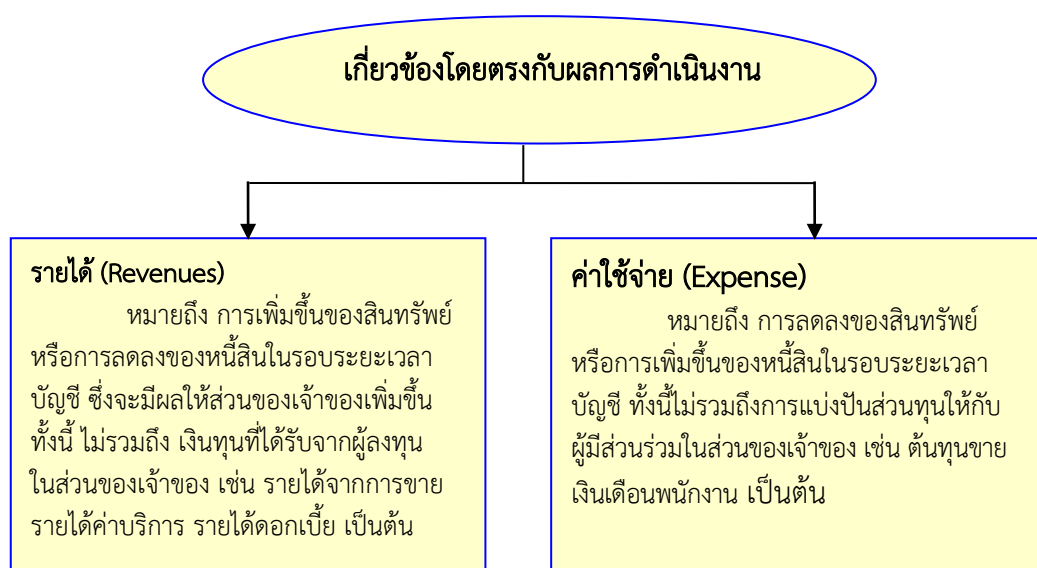 เกี่ยวข้องโดยตรงกับผลการดำเนินงาน
รายได้ (Revenues)
หมายถึง การเพิ่มขึ้นของสินทรัพย์
หรือการลดลงของหนี้สินในรอบระยะเวลา
บัญชี ซึ่งจะมีผลให้ส่วนของเจ้าของเพิ่มขึ้น
ทั้งนี้ ไม่รวมถึง เงินทุนที่ได้รับจากผู้ลงทุน
ในส่วนของเจ้าของ เช่น รายได้จากการขาย
รายได้ค่าบริการ รายได้ดอกเบี้ย เป็นต้น
ค่าใช้จ่าย (Expense)
หมายถึง การลดลงของสินทรัพย์
หรือการเพิ่มขึ้นของหนี้สินในรอบระยะเวลา
บัญชี ทั้งนี้ไม่รวมถึงการแบ่งปันส่วนทุนให้กับ
ผู้มีส่วนร่วมในส่วนของเจ้าของ เช่น ต้นทุนขาย
เงินเดือนพนักงาน เป็นต้น